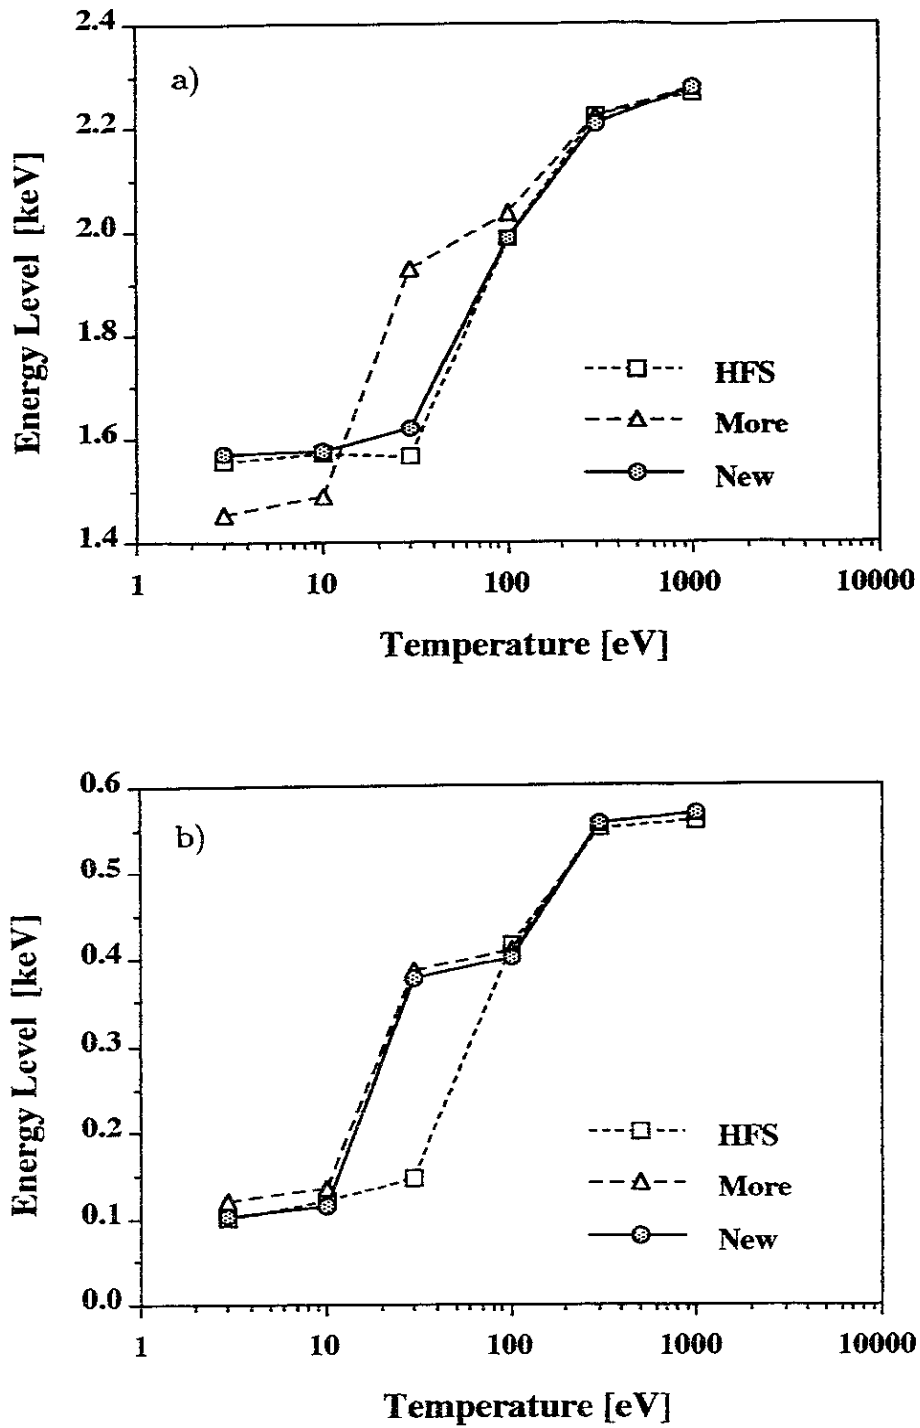 a)
Energy Level [keV]
2.4
2.2
2.0
1.8
1.6
1.4
HFS
More
New
1 10 100 1000 10000
Temperature [eV]
b)
Energy Level [keV]
0.6
0.5
0.4
0.3
0.2
0.1
0.0
HFS
More
New
1 10 100 1000 10000
Temperature [eV]